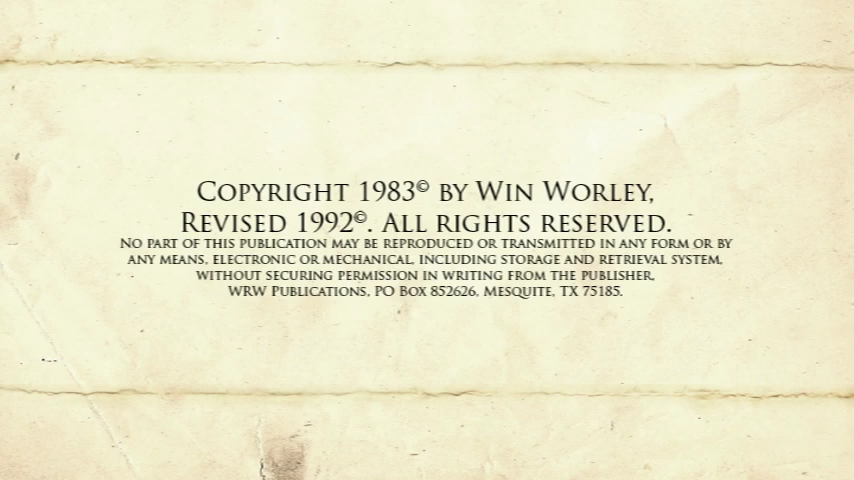 Copyright 1983© by Win Worley,
Revised 1992©. All rights reserved.
No part of this publication may be reproduced or transmitted in any form or by
any means, electronic or mechanical, including storage and retrieval system,
without securing permission in writing from the publisher,
WRW Publications, PO Box 852626, Mesquite, TX 75185.